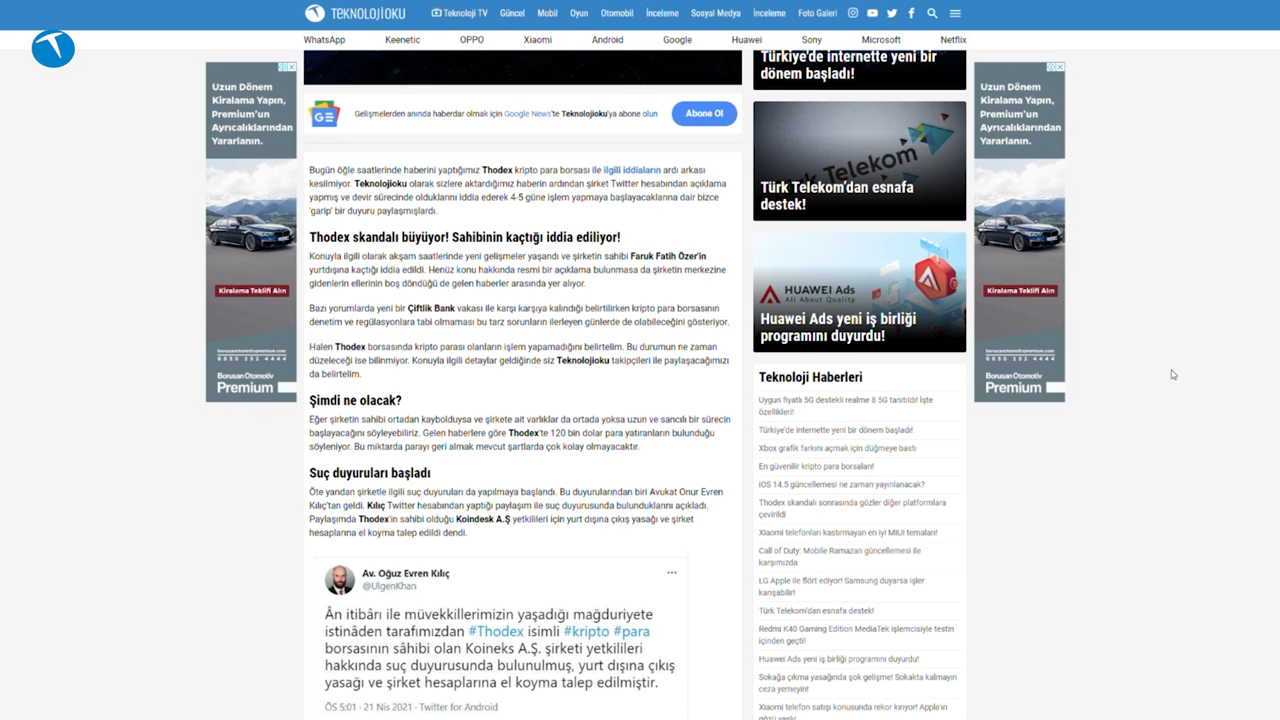 TEKNOLOJİOKU
Teknoloji TV
Güncel
Mobil
Oyun
Otomobil
İnceleme
Sosyal Medya
İnceleme
Foto Galeri
WhatsApp
Keenetic
OPPO
Xiaomi
Android
Google
Huawei
Sony
Microsoft
Netflix
Uzun Dönem
Kiralama Yapın,
Premium'un
Ayrıcalıklarından
Yararlanın.
Kiralama Teklifi Alın
borusanotomotivpremium.com
0850 252 4444
Borusan Otomotiv
Premium
GE
Gelişmelerden anında haberdar olmak için Google News'te Teknolojioku'ya abone olun
Abone Ol
Bugün öğle saatlerinde haberini yaptığımız Thodex kripto para borsası ile ilgili iddiaların ardı arkası
kesilmiyor. Teknolojioku olarak sizlere aktardığımız haberin ardından şirket Twitter hesabından açıklama
yapmış ve devir sürecinde olduklarını iddia ederek 4-5 güne işlem yapmaya başlayacaklarına dair bizce
'garip' bir duyuru paylaşmışlardı.
Thodex skandalı büyüyor! Sahibinin kaçtığı iddia ediliyor!
Konuyla ilgili olarak akşam saatlerinde yeni gelişmeler yaşandı ve şirketin sahibi Faruk Fatih Özer'in
yurtdışına kaçtığı iddia edildi. Henüz konu hakkında resmi bir açıklama bulunmasa da şirketin merkezine
gidenlerin ellerinin boş döndüğü de gelen haberler arasında yer alıyor.
Bazı yorumlarda yeni bir Çiftlik Bank vakası ile karşı karşıya kalındığı belirtilirken kripto para borsasının
denetim ve regülasyonlara tabi olmaması bu tarz sorunların ilerleyen günlerde de olabileceğini gösteriyor.
Halen Thodex borsasında kripto parası olanların işlem yapamadığını belirtelim. Bu durumun ne zaman
düzeleceği ise bilinmiyor. Konuyla ilgili detaylar geldiğinde siz Teknolojioku takipçileri ile paylaşacağımızı
da belirtelim.
Şimdi ne olacak?
Eğer şirketin sahibi ortadan kaybolduysa ve şirkete ait varlıklar da ortada yoksa uzun ve sancılı bir sürecin
başlayacağını söyleyebiliriz. Gelen haberlere göre Thodex'te 120 bin dolar para yatıranların bulunduğu
söyleniyor. Bu miktarda parayı geri almak mevcut şartlarda çok kolay olmayacaktır.
Suç duyuruları başladı
Öte yandan şirketle ilgili suç duyuruları da yapılmaya başlandı. Bu duyurularından biri Avukat Onur Evren
Kılıç'tan geldi. Kılıç Twitter hesabından yaptığı paylaşım ile suç duyurusunda bulunduklarını açıkladı.
Paylaşımda Thodex'in sahibi olduğu Koindesk A.Ş yetkilileri için yurt dışına çıkış yasağı ve şirket
hesaplarına el koyma talep edildi dendi.
Av. Oğuz Evren Kılıç
@UlgenKhan
Ân itibârı ile müvekkillerimizin yaşadığı mağduriyete
istinâden tarafımızdan #Thodex isimli #kripto #para
borsasının sâhibi olan Koineks A.Ş. şirketi yetkilileri
hakkında suç duyurusunda bulunulmuş, yurt dışına çıkış
yasağı ve şirket hesaplarına el koyma talep edilmiştir.
ÖS 5:01 · 21 Nis 2021 · Twitter for Android
Türkiye'de internette yeni bir
dönem başladı!
Telekom
Türk Telekom'dan esnafa
destek!
HUAWEI Ads
All About Quality
Huawei Ads yeni iş birliği
programını duyurdu!
Teknoloji Haberleri
Uygun fiyatlı 5G destekli realme 8 5G tanıtıldı! İşte
özellikleri!
Türkiye'de internette yeni bir dönem başladı!
Xbox grafik farkını açmak için düğmeye bastı
En güvenilir kripto para borsaları!
iOS 14.5 güncellemesi ne zaman yayınlanacak?
Thodex skandalı sonrasında gözler diğer platformlara
çevirildi
Xiaomi telefonları kastırmayan en iyi MIUI temaları!
Call of Duty: Mobile Ramazan güncellemesi ile
karşımızda
LG Apple ile flört ediyor! Samsung duyarsa işler
karışabilir!
Türk Telekom'dan esnafa destek!
Redmi K40 Gaming Edition MediaTek işlemcisiyle testin
içinden geçti!
Huawei Ads yeni iş birliği programını duyurdu!
Sokağa çıkma yasağında şok gelişme! Sokakta kalmayın
ceza yemeyin!
Xiaomi telefon satışı konusunda rekor kırıyor! Apple'ın
gözü yaşlı
Uzun Dönem
Kiralama Yapın,
Premium'un
Ayrıcalıklarından
Yararlanın.
Kiralama Teklifi Alın
borusanotomotivpremium.com
0850 252 4444
Borusan Otomotiv
Premium